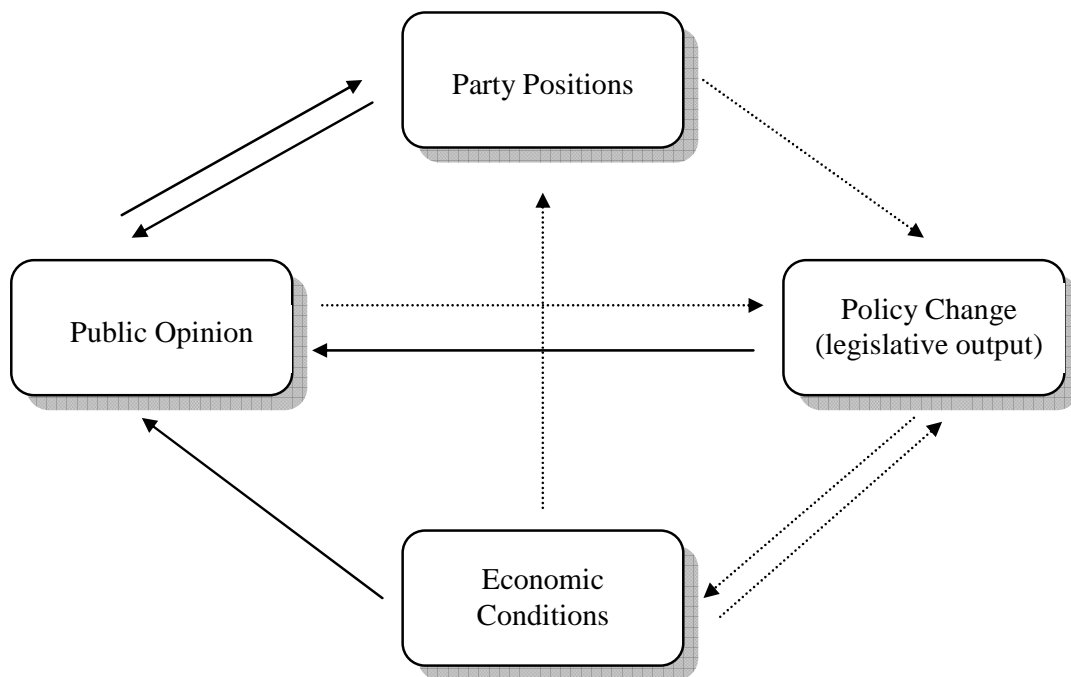 Party Positions
Public Opinion
Policy Change
(legislative output)
Economic
Conditions